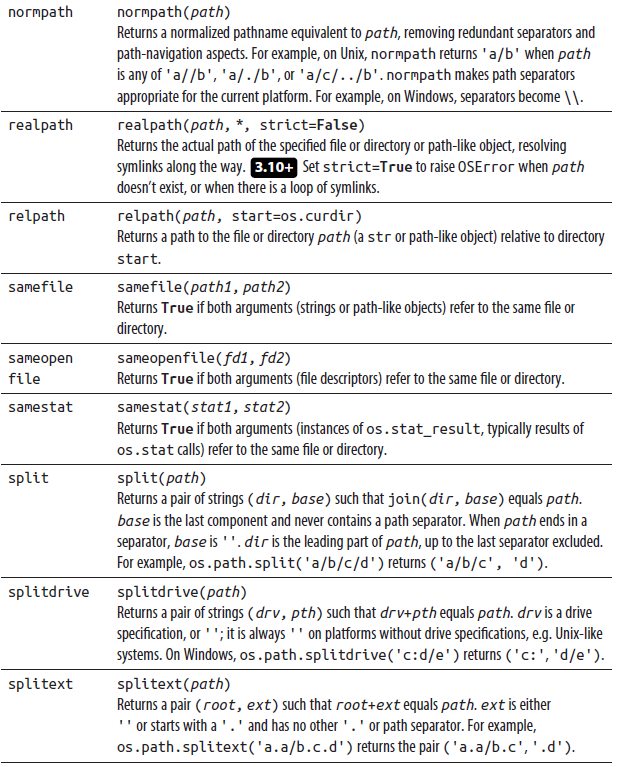 normpath normpath(path)
Returns a normalized pathname equivalent to path, removing redundant separators and
path-navigation aspects. For example, on Unix, normpath returns 'a/b' when path
is any of 'a//b', 'a/./b', or 'a/c/../b'. normpath makes path separators
appropriate for the current platform. For example, on Windows, separators become \\.
realpath realpath(path, *, strict=False)
Returns the actual path of the specified file or directory or path-like object, resolving
symlinks along the way. 3.10+ Set strict=True to raise OSError when path
doesn't exist, or when there is a loop of symlinks.
relpath relpath(path, start=os.curdir)
Returns a path to the file or directory path (a str or path-like object) relative to directory
start.
samefile samefile(path1, path2)
Returns True if both arguments (strings or path-like objects) refer to the same file or
directory.
sameopen sameopenfile(fd1, fd2)
file Returns True if both arguments (file descriptors) refer to the same file or directory.
samestat samestat(stat1, stat2)
Returns True if both arguments (instances of os.stat_result, typically results of
os.stat calls) refer to the same file or directory.
split split(path)
Returns a pair of strings (dir, base) such that join(dir, base) equals path.
base is the last component and never contains a path separator. When path ends in a
separator, base is ''. dir is the leading part of path, up to the last separator excluded.
For example, os.path.split('a/b/c/d') returns ('a/b/c', 'd').
splitdrive splitdrive(path)
Returns a pair of strings (drv, pth) such that drv+pth equals path. drv is a drive
specification, or ''; it is always '' on platforms without drive specifications, e.g. Unix-like
systems. On Windows, os.path.splitdrive('c:d/e') returns ('c:', 'd/e').
splitext splitext(path)
Returns a pair (root, ext) such that root+ext equals path. ext is either
'' or starts with a '.' and has no other '.' or path separator. For example,
os.path.splitext('a.a/b.c.d') returns the pair ('a.a/b.c', '.d').